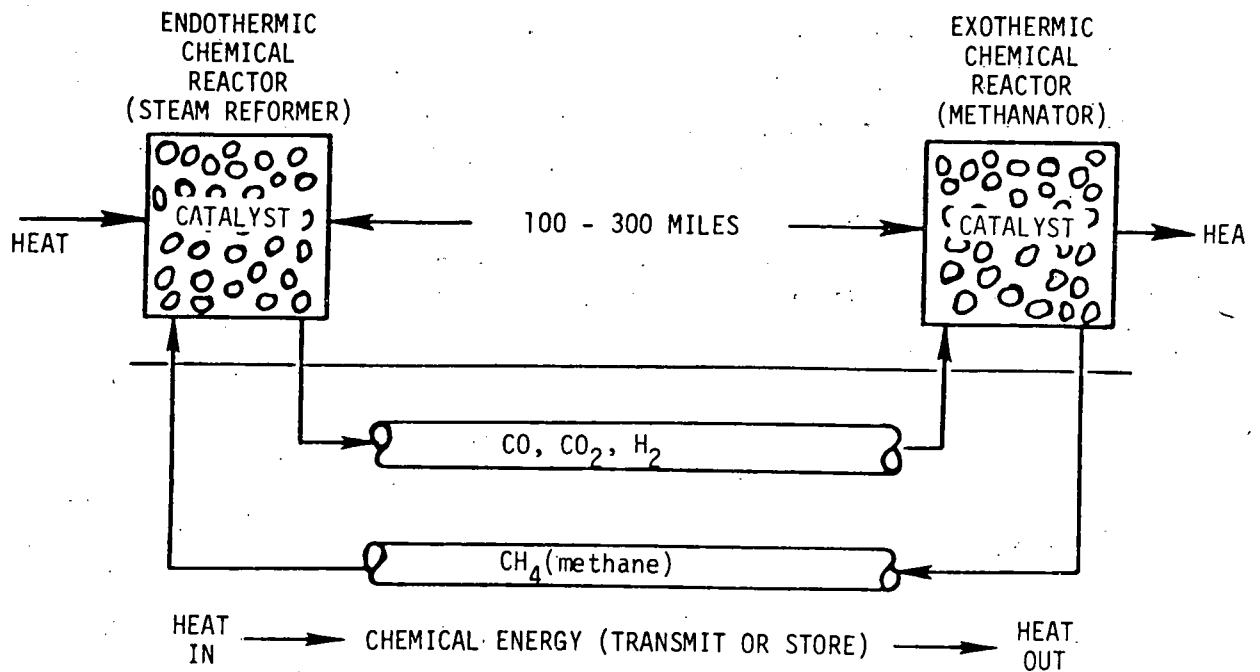 ENDOTHERMIC
CHEMICAL
REACTOR
(STEAM REFORMER)
EXOTHERMIC
CHEMICAL
REACTOR
(METHANATOR)
HEAT
CATALYST
100 - 300 MILES
CATALYST
HEA
CO, CO₂, H₂
CH₄(methane)
HEAT
IN
CHEMICAL ENERGY (TRANSMIT OR STORE)
HEAT
OUT